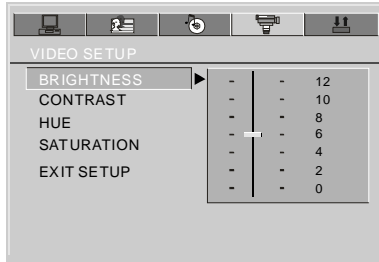 VIDEO SETUP
BRIGHTNESS
CONTRAST
HUE
SATURATION
EXIT SETUP
- - 12
- - 10
- - 8
- - 6
- - 4
- - 2
- - 0